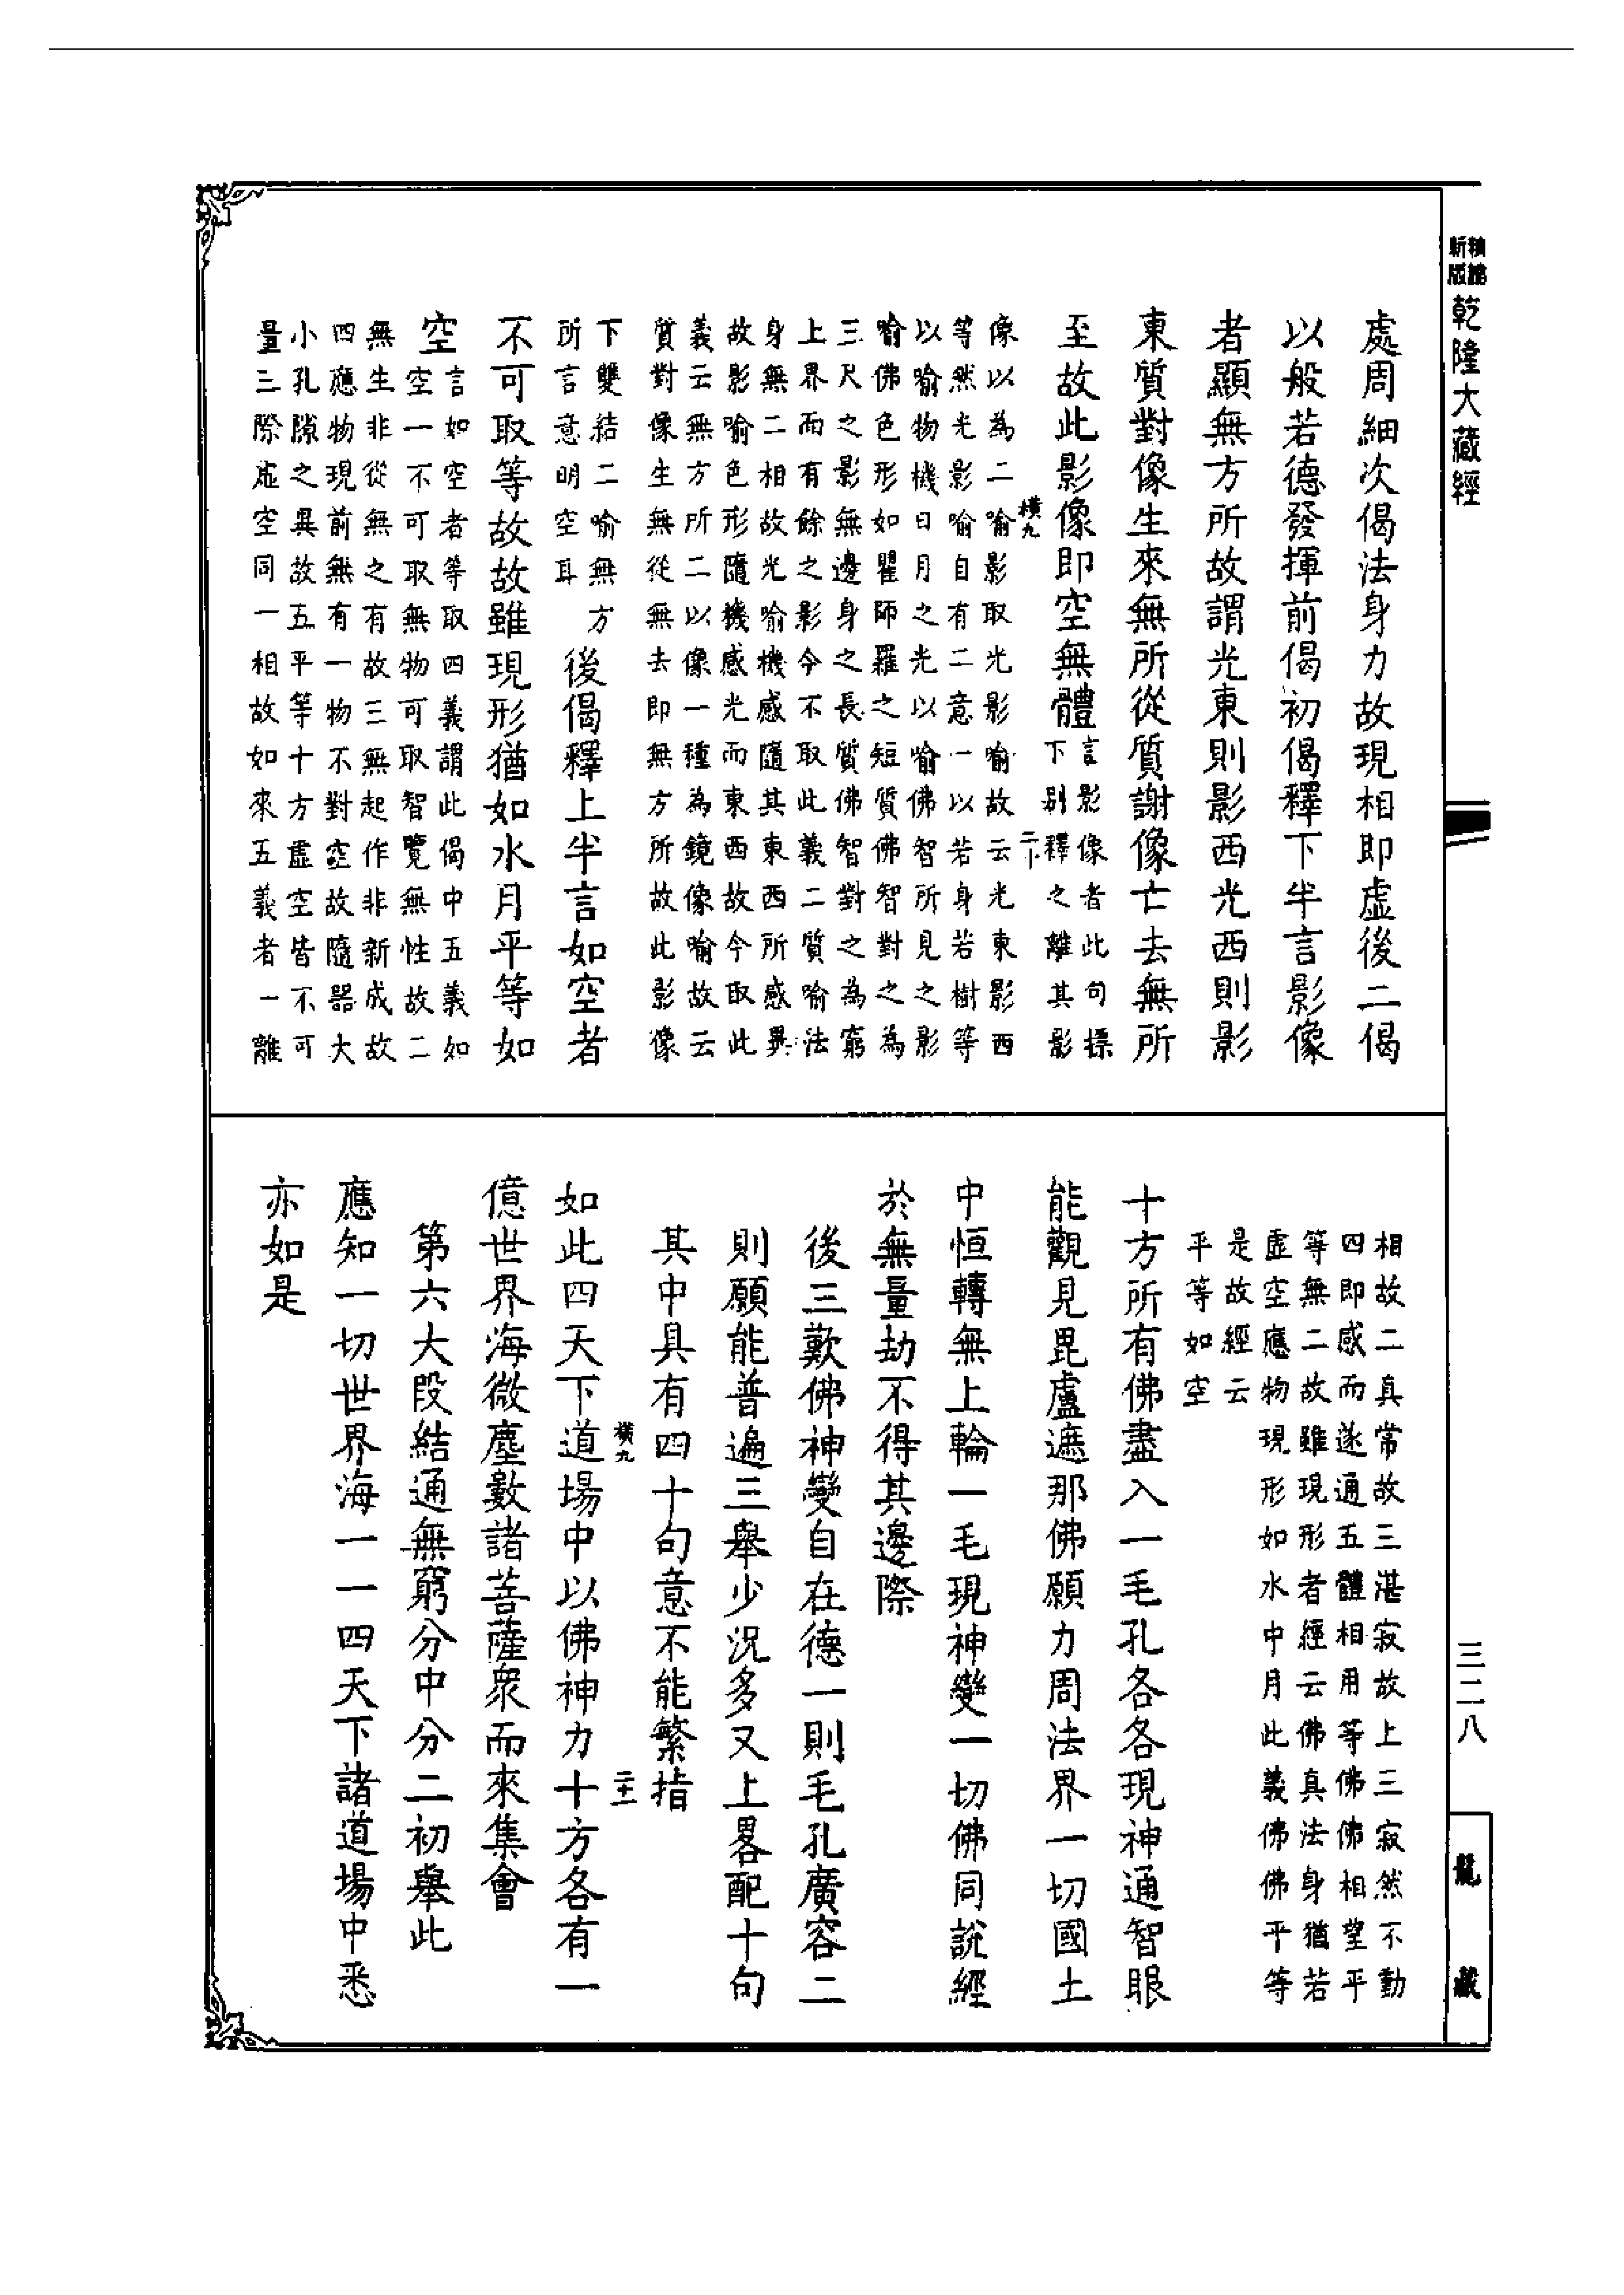 乾隆大藏經
處周細次偈法身力故現相即虛後二偈
以般若德發揮前偈初偈釋下半言影像
者顯無方所故謂光東則影西光西則影
東質對像生來無所從質謝像亡去無所
至故此影像即空無體
言影像者此句標
下別釋之離其影
橫九
二十
像以為二喻影取光影喻故云光東影西
等然光影喻自有二意一以若身若樹等
以喻物機日月之光以喻佛智所見之影
喻佛色形如瞿師羅之短質佛智對之為
三尺之影無邊身之長質佛智對之為窮
上界而有餘之影今不取此義二質喻法
身無二相故光喻機感隨其東西所感異
故影喻色形隨機感光而東西故今取此
義云無方所二以像一種為鏡像喻故云
質對像生無從無去即無方所故此影像
下雙結二喻無方
所言意明空耳
後偈釋上半言如空者
不可取等故故雖現形猶如水月平等如
空
言如空者等取四義謂此偈中五義如
空一不可取無物可取智覽無性故二
無生非從無之有故三無起作非新成故
四應物現前無有一物不對空故隨器大
小孔隙之異故五平等十方虛空皆不可
量三際虛空同一相故如來五義者一離
相故二真常故三湛寂故上三寂然不動
四即感而遂通五體相用等佛佛相望平
等無二故雖現形者經云佛真法身猶若
虛空應物現形如水中月此義佛佛平等
是故經云
平等如空
十方所有佛盡入一毛孔各各現神通智眼
能觀見毘盧遮那佛願力周法界一切國土
中恒轉無上輪一毛現神變一切佛同說經
於無量劫不得其邊際
後三歎佛神變自在德一則毛孔廣容二
則願能普遍三舉少況多又上畧配十句
其中具有四十句意不能繁指
橫九
二十一
如此四天下道場中以佛神力十方各有一
億世界海微塵數諸菩薩眾而來集會
第六大段結通無窮分中分二初舉此
應知一切世界海一一四天下諸道場中悉
亦如是
三二八
龍藏